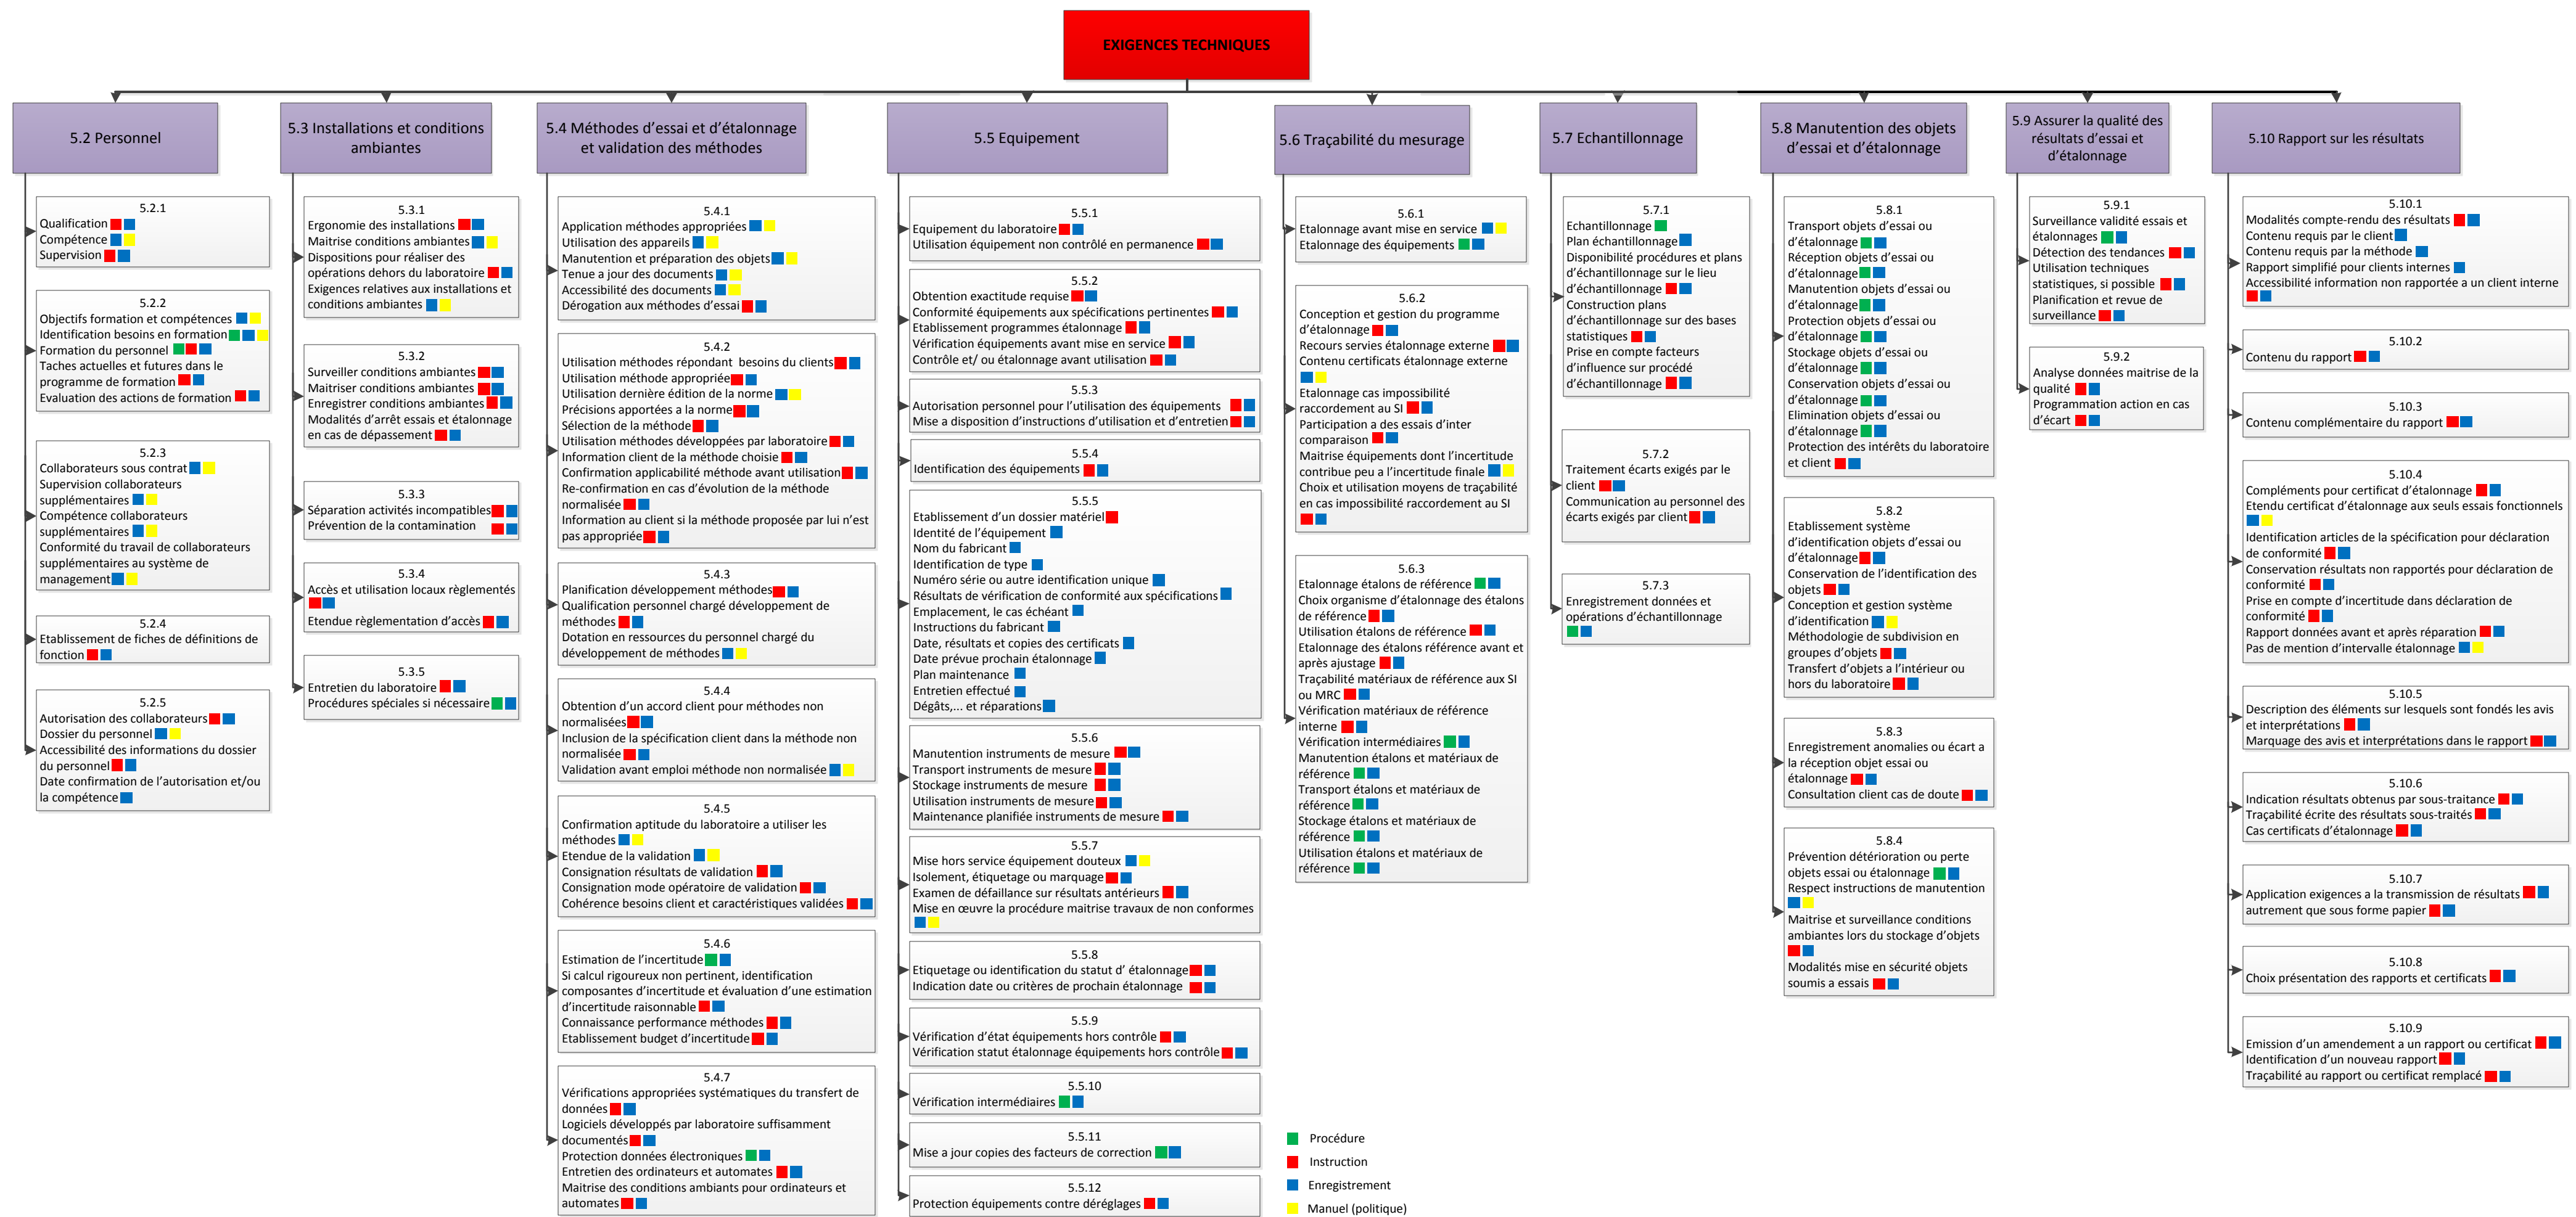 EXIGENCES TECHNIQUES
5.2 Personnel
5.2.1
Qualification
Compétence
Supervision
5.2.2
Objectifs formation et compétences
Identification besoins en formation
Formation du personnel
Taches actuelles et futures dans le
programme de formation
Evaluation des actions de formation
5.2.3
Collaborateurs sous contrat
Supervision collaborateurs
supplémentaires
Compétence collaborateurs
supplémentaires
Conformité du travail de collaborateurs
supplémentaires au système de
management
5.2.4
Etablissement de fiches de définitions de
fonction
5.2.5
Autorisation des collaborateurs
Dossier du personnel
Accessibilité des informations du dossier
du personnel
Date confirmation de l'autorisation et/ou
la compétence
5.3 Installations et conditions
ambiantes
5.3.1
Ergonomie des installations
Maitrise conditions ambiantes
Dispositions pour réaliser des
opérations dehors du laboratoire
Exigences relatives aux installations et
conditions ambiantes
5.3.2
Surveiller conditions ambiantes
Maitriser conditions ambiantes
Enregistrer conditions ambiantes
Modalités d'arrêt essais et étalonnage
en cas de dépassement
5.3.3
Séparation activités incompatibles
Prévention de la contamination
5.3.4
Accès et utilisation locaux règlementés
Etendue règlementation d'accès
5.3.5
Entretien du laboratoire
Procédures spéciales si nécessaire
5.4 Méthodes d'essai et d'étalonnage
et validation des méthodes
5.4.1
Application méthodes appropriées
Utilisation des appareils
Manutention et préparation des objets
Tenue a jour des documents
Accessibilité des documents
Dérogation aux méthodes d'essai
5.4.2
Utilisation méthodes répondant besoins du clients
Utilisation méthode appropriée
Utilisation dernière édition de la norme
Précisions apportées a la norme
Sélection de la méthode
Utilisation méthodes développées par laboratoire
Information client de la méthode choisie
Confirmation applicabilité méthode avant utilisation
Re-confirmation en cas d'évolution de la méthode
normalisée
Information au client si la méthode proposée par lui n'est
pas appropriée
5.4.3
Planification développement méthodes
Qualification personnel chargé développement de
méthodes
Dotation en ressources du personnel chargé du
développement de méthodes
5.4.4
Obtention d'un accord client pour méthodes non
normalisées
Inclusion de la spécification client dans la méthode non
normalisée
Validation avant emploi méthode non normalisée
5.4.5
Confirmation aptitude du laboratoire a utiliser les
méthodes
Etendue de la validation
Consignation résultats de validation
Consignation mode opératoire de validation
Cohérence besoins client et caractéristiques validées
5.4.6
Estimation de l'incertitude
Si calcul rigoureux non pertinent, identification
composantes d'incertitude et évaluation d'une estimation
d'incertitude raisonnable
Connaissance performance méthodes
Etablissement budget d'incertitude
5.4.7
Vérifications appropriées systématiques du transfert de
données
Logiciels développés par laboratoire suffisamment
documentés
Protection données électroniques
Entretien des ordinateurs et automates
Maitrise des conditions ambiants pour ordinateurs et
automates
5.5 Equipement
5.5.1
Equipement du laboratoire
Utilisation équipement non contrôlé en permanence
5.5.2
Obtention exactitude requise
Conformité équipements aux spécifications pertinentes
Etablissement programmes étalonnage
Vérification équipements avant mise en service
Contrôle et/ ou étalonnage avant utilisation
5.5.3
Autorisation personnel pour l'utilisation des équipements
Mise a disposition d'instructions d'utilisation et d'entretien
5.5.4
Identification des équipements
5.5.5
Etablissement d'un dossier matériel
Identité de l'équipement
Nom du fabricant
Identification de type
Numéro série ou autre identification unique
Résultats de vérification de conformité aux spécifications
Emplacement, le cas échéant
Instructions du fabricant
Date, résultats et copies des certificats
Date prévue prochain étalonnage
Plan maintenance
Entretien effectué
Dégâts,... et réparations
5.5.6
Manutention instruments de mesure
Transport instruments de mesure
Stockage instruments de mesure
Utilisation instruments de mesure
Maintenance planifiée instruments de mesure
5.5.7
Mise hors service équipement douteux
Isolement, étiquetage ou marquage
Examen de défaillance sur résultats antérieurs
Mise en œuvre la procédure maitrise travaux de non conformes
5.5.8
Etiquetage ou identification du statut d' étalonnage
Indication date ou critères de prochain étalonnage
5.5.9
Vérification d'état équipements hors contrôle
Vérification statut étalonnage équipements hors contrôle
5.5.10
Vérification intermédiaires
5.5.11
Mise a jour copies des facteurs de correction
5.5.12
Protection équipements contre déréglages
5.6 Traçabilité du mesurage
5.6.1
Etalonnage avant mise en service
Etalonnage des équipements
5.6.2
Conception et gestion du programme
d'étalonnage
Recours servies étalonnage externe
Contenu certificats étalonnage externe
Etalonnage cas impossibilité
raccordement au SI
Participation a des essais d'inter
comparaison
Maitrise équipements dont l'incertitude
contribue peu a l'incertitude finale
Choix et utilisation moyens de traçabilité
en cas impossibilité raccordement au SI
5.6.3
Etalonnage étalons de référence
Choix organisme d'étalonnage des étalons
de référence
Utilisation étalons de référence
Etalonnage des étalons référence avant et
après ajustage
Traçabilité matériaux de référence aux SI
ou MRC
Vérification matériaux de référence
interne
Vérification intermédiaires
Manutention étalons et matériaux de
référence
Transport étalons et matériaux de
référence
Stockage étalons et matériaux de
référence
Utilisation étalons et matériaux de
référence
5.7 Echantillonnage
5.7.1
Echantillonnage
Plan échantillonnage
Disponibilité procédures et plans
d'échantillonnage sur le lieu
d'échantillonnage
Construction plans
d'échantillonnage sur des bases
statistiques
Prise en compte facteurs
d'influence sur procédé
d'échantillonnage
5.7.2
Traitement écarts exigés par le
client
Communication au personnel des
écarts exigés par client
5.7.3
Enregistrement données et
opérations d'échantillonnage
5.8 Manutention des objets
d'essai et d'étalonnage
5.8.1
Transport objets d'essai ou
d'étalonnage
Réception objets d'essai ou
d'étalonnage
Manutention objets d'essai ou
d'étalonnage
Protection objets d'essai ou
d'étalonnage
Stockage objets d'essai ou
d'étalonnage
Conservation objets d'essai ou
d'étalonnage
Elimination objets d'essai ou
d'étalonnage
Protection des intérêts du laboratoire
et client
5.8.2
Etablissement système
d'identification objets d'essai ou
d'étalonnage
Conservation de l'identification des
objets
Conception et gestion système
d'identification
Méthodologie de subdivision en
groupes d'objets
Transfert d'objets a l'intérieur ou
hors du laboratoire
5.8.3
Enregistrement anomalies ou écart a
la réception objet essai ou
étalonnage
Consultation client cas de doute
5.8.4
Prévention détérioration ou perte
objets essai ou étalonnage
Respect instructions de manutention
Maitrise et surveillance conditions
ambiantes lors du stockage d'objets
Modalités mise en sécurité objets
soumis a essais
5.9 Assurer la qualité des
résultats d'essai et
d'étalonnage
5.9.1
Surveillance validité essais et
étalonnages
Détection des tendances
Utilisation techniques
statistiques, si possible
Planification et revue de
surveillance
5.9.2
Analyse données maitrise de la
qualité
Programmation action en cas
d'écart
5.10 Rapport sur les résultats
5.10.1
Modalités compte-rendu des résultats
Contenu requis par le client
Contenu requis par la méthode
Rapport simplifié pour clients internes
Accessibilité information non rapportée a un client interne
5.10.2
Contenu du rapport
5.10.3
Contenu complémentaire du rapport
5.10.4
Compléments pour certificat d'étalonnage
Etendu certificat d'étalonnage aux seuls essais fonctionnels
Identification articles de la spécification pour déclaration
de conformité
Conservation résultats non reportés pour déclaration de
conformité
Prise en compte d'incertitude dans déclaration de
conformité
Rapport données avant et après réparation
Pas de mention d'intervalle étalonnage
5.10.5
Description des éléments sur lesquels sont fondés les avis
et interprétations
Marquage des avis et interprétations dans le rapport
5.10.6
Indication résultats obtenus par sous-traitance
Traçabilité écrite des résultats sous-traités
Cas certificats d'étalonnage
5.10.7
Application exigences a la transmission de résultats
autrement que sous forme papier
5.10.8
Choix présentation des rapports et certificats
5.10.9
Emission d'un amendement a un rapport ou certificat
Identification d'un nouveau rapport
Traçabilité au rapport ou certificat remplacé
Procédure
Instruction
Enregistrement
Manuel (politique)